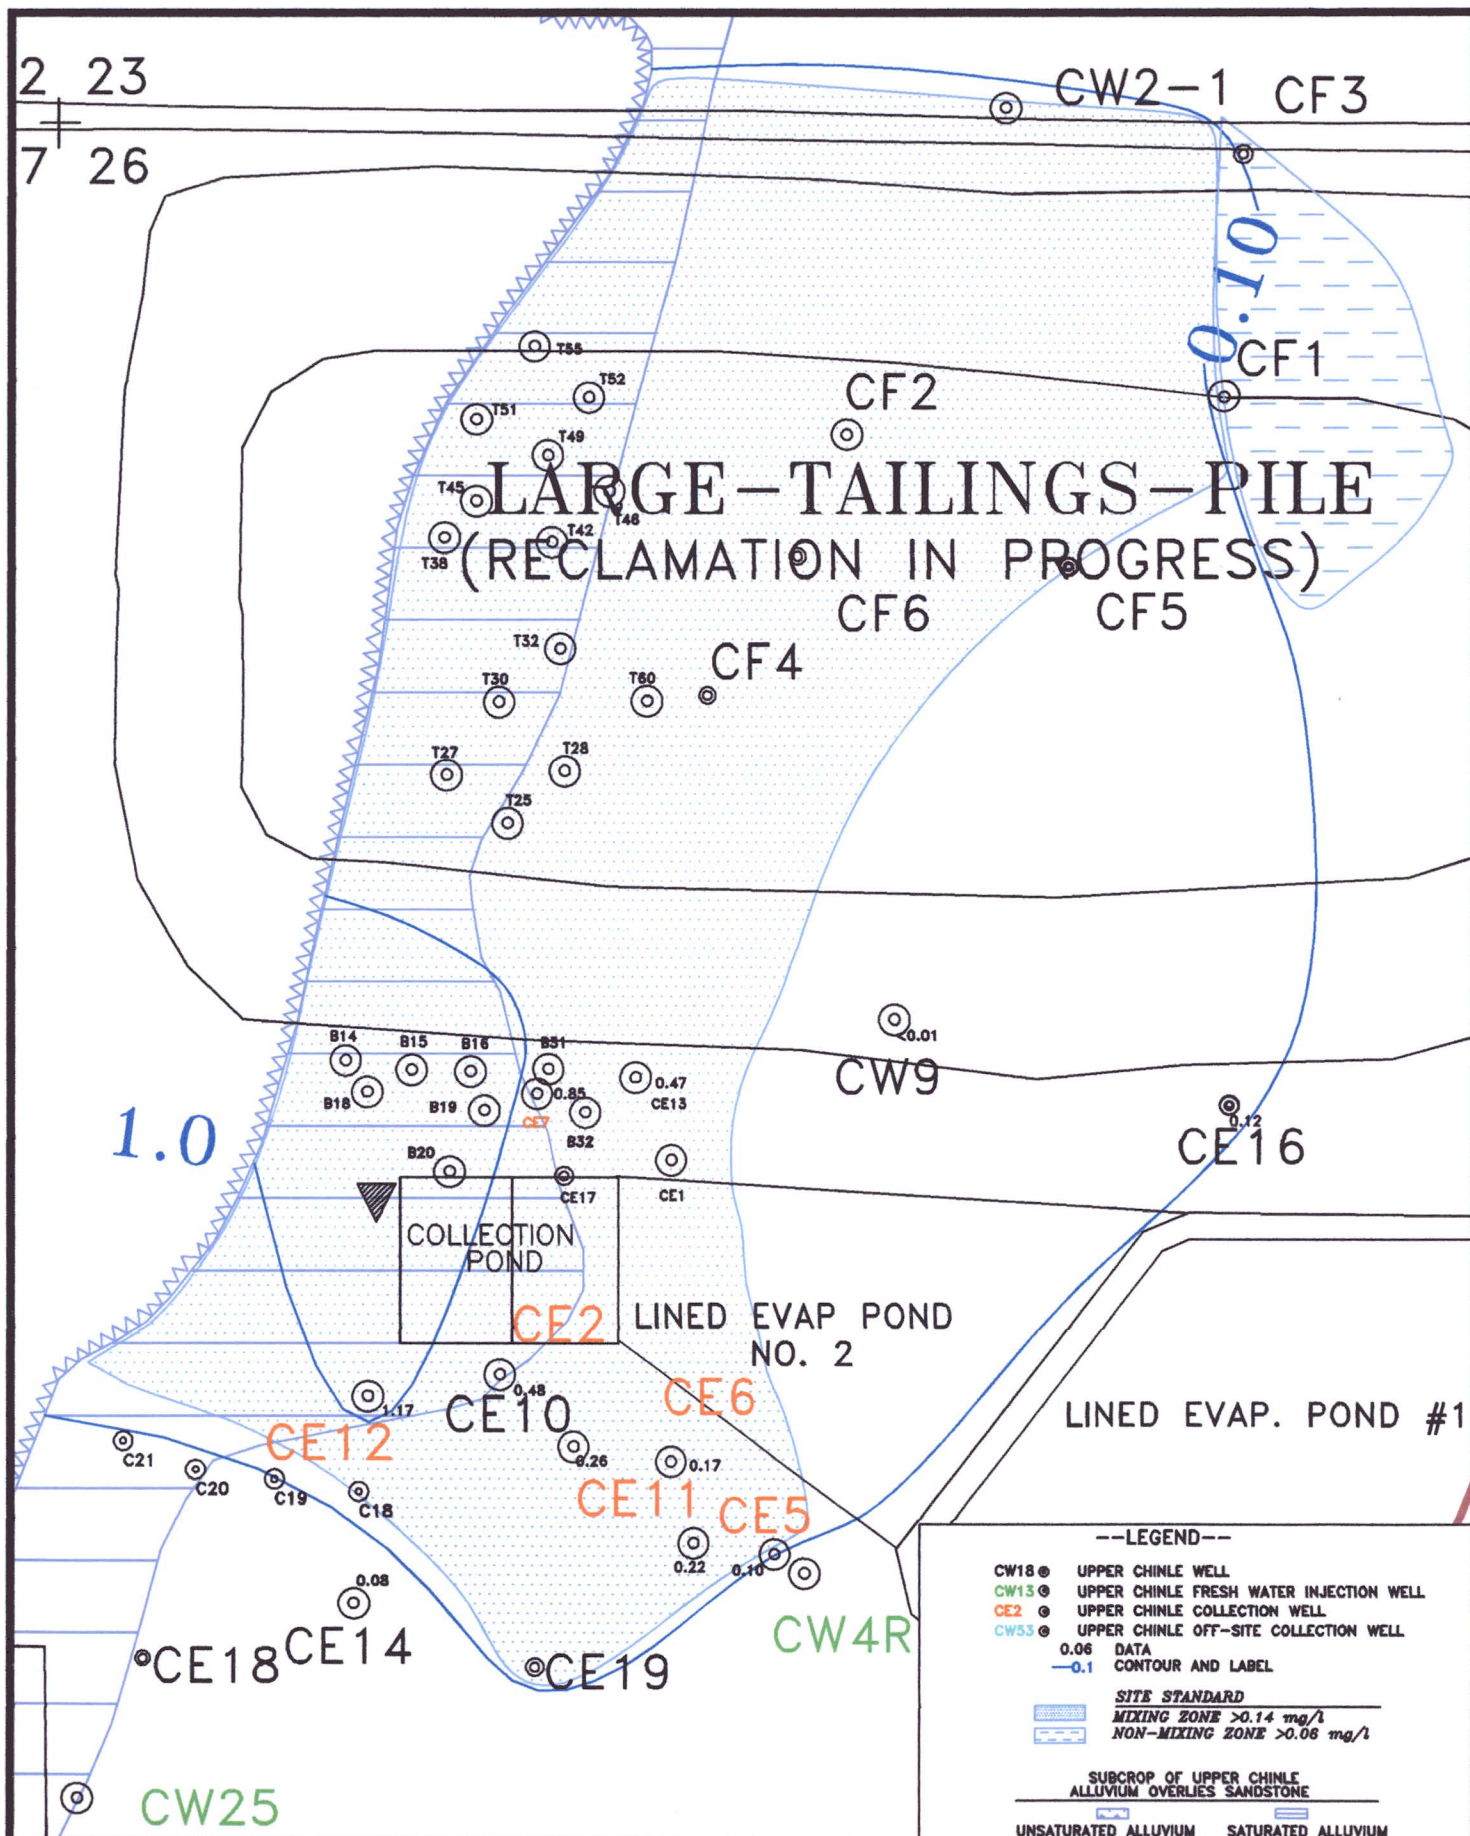 2 23
CW2-1 CF3
7 26
0.10
T55
CF1
T52
CF2
T51
T49
LARGE-TAILINGS-PILE
T45
T46
T42
T38
(RECLAMATION IN PROGRESS)
CF6
CF5
T32
CF4
T30
T60
T27
T28
T25
<0.01
CW9
B14
B15
B16
B31
0.47
CE13
B18
B19
0.85
CE7
B32
0.12
CE16
1.0
B20
CE17
CE1
COLLECTION
POND
CE2
LINED EVAP POND
NO. 2
0.48
CE10
CE6
1.17
CE12
LINED EVAP. POND #1
C21
C20
C19
C18
0.26
0.17
CE11
CE5
0.22
0.10
0.08
CE14
CE18
CE19
CW4R
CW25
--LEGEND--
CW18 UPPER CHINLE WELL
CW13 UPPER CHINLE FRESH WATER INJECTION WELL
CE2 UPPER CHINLE COLLECTION WELL
CW53 UPPER CHINLE OFF-SITE COLLECTION WELL
0.06 DATA
0.1 CONTOUR AND LABEL
SITE STANDARD
MIXING ZONE >0.14 mg/l
NON-MIXING ZONE >0.06 mg/l
SUBCROP OF UPPER CHINLE
ALLUVIUM OVERLIES SANDSTONE
UNSATURATED ALLUVIUM SATURATED ALLUVIUM